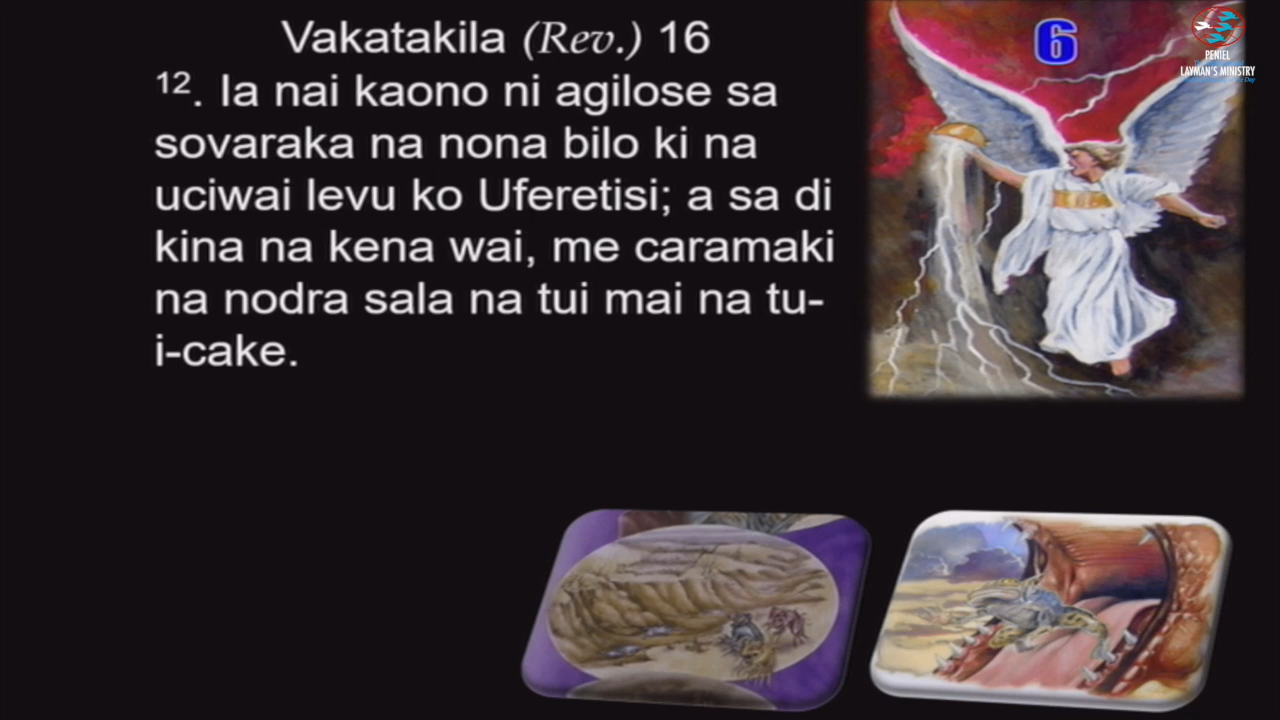 Vakatakila (Rev.) 16
12. Ia nai kaono ni agilose sa
sovaraka na nona bilo ki na
uciwai levu ko Uferetisi; a sa di
kina na kena wai, me caramaki
na nodra sala na tui mai na tu-
i-cake.
6
PENIEL
LAYMAN'S MINISTRY